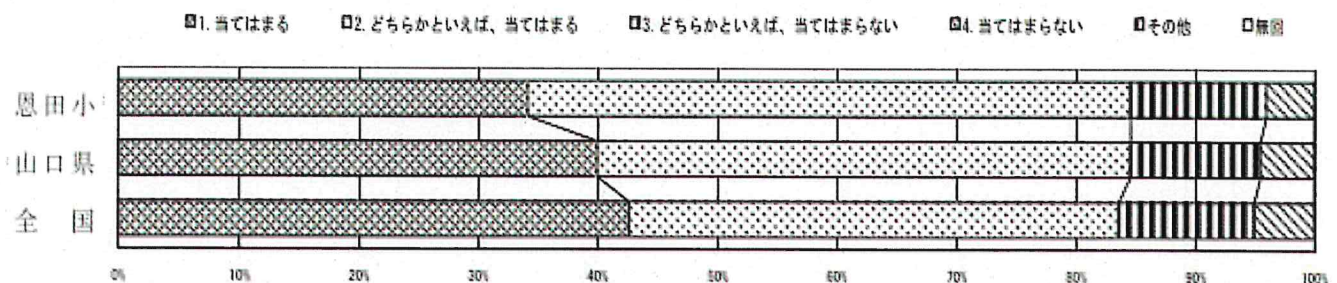 1. 当てはまる 2. どちらかといえば、当てはまる 3. どちらかといえば、当てはまらない 4. 当てはまらない その他 無回
恩田小
山口県
全国
0% 10% 20% 30% 40% 50% 60% 70% 80% 90% 100%